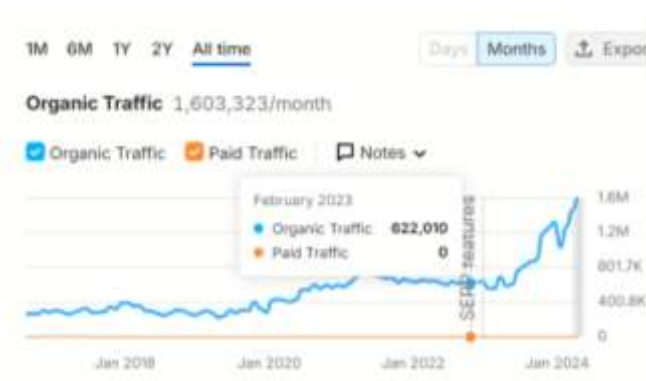 1M 6M 1Y 2Y All time Days Months Export
Organic Traffic 1,603,323/month
Organic Traffic Paid Traffic Notes
February 2023
Organic Traffic 622,010
Paid Traffic 0
SERP features
1.6M
1.2M
801.7K
400.8K
0
Jan 2018 Jan 2020 Jan 2022 Jan 2024